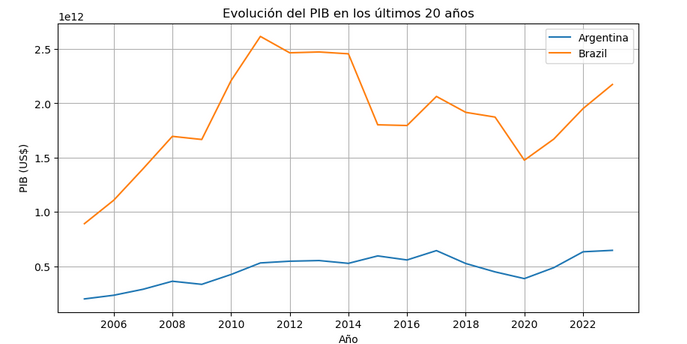 Evolución del PIB en los últimos 20 años
1e12
Argentina
Brazil
2.5
2.0
1.5
1.0
0.5
PIB (US$)
2006 2008 2010 2012 2014 2016 2018 2020 2022
Año